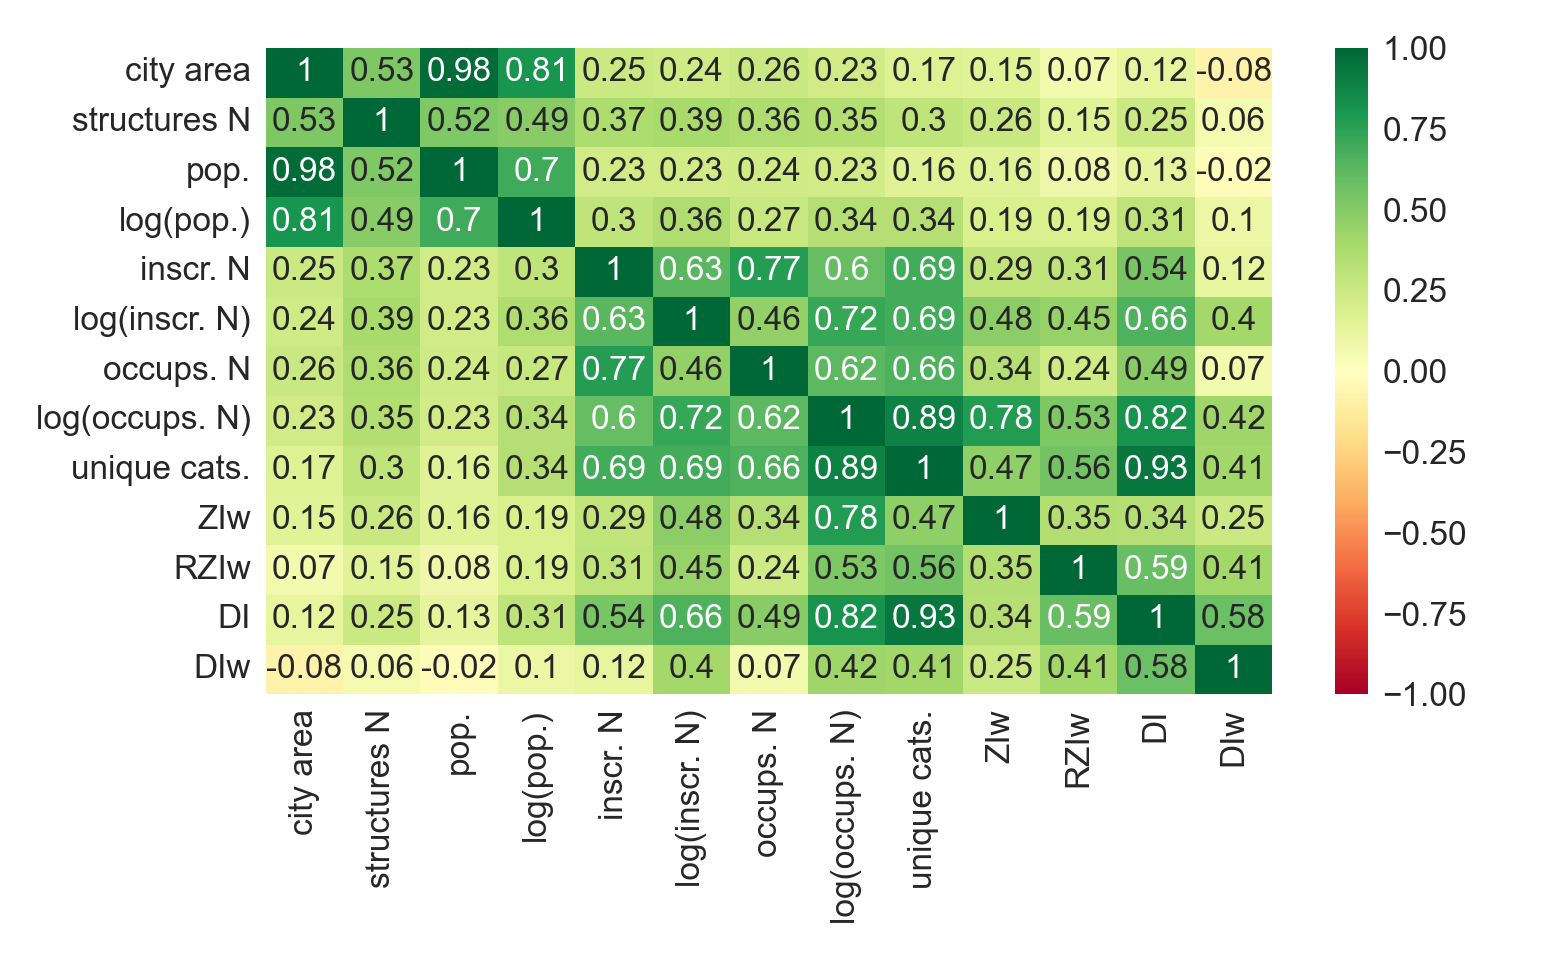 city area 1 0.53 0.98 0.81 0.25 0.24 0.26 0.23 0.17 0.15 0.07 0.12 -0.08
structures N 0.53 1 0.52 0.49 0.37 0.39 0.36 0.35 0.3 0.26 0.15 0.25 0.06
pop. 0.98 0.52 1 0.7 0.23 0.23 0.24 0.23 0.16 0.16 0.08 0.13 -0.02
log(pop.) 0.81 0.49 0.7 1 0.3 0.36 0.27 0.34 0.34 0.19 0.19 0.31 0.1
inscr. N 0.25 0.37 0.23 0.3 1 0.63 0.77 0.6 0.69 0.29 0.31 0.54 0.12
log(inscr. N) 0.24 0.39 0.23 0.36 0.63 1 0.46 0.72 0.69 0.48 0.45 0.66 0.4
occups. N 0.26 0.36 0.24 0.27 0.77 0.46 1 0.62 0.66 0.34 0.24 0.49 0.07
log(occups. N) 0.23 0.35 0.23 0.34 0.6 0.72 0.62 1 0.89 0.78 0.53 0.82 0.42
unique cats. 0.17 0.3 0.16 0.34 0.69 0.69 0.66 0.89 1 0.47 0.56 0.93 0.41
ZIw 0.15 0.26 0.16 0.19 0.29 0.48 0.34 0.78 0.47 1 0.35 0.34 0.25
RZIw 0.07 0.15 0.08 0.19 0.31 0.45 0.24 0.53 0.56 0.35 1 0.59 0.41
DI 0.12 0.25 0.13 0.31 0.54 0.66 0.49 0.82 0.93 0.34 0.59 1 0.58
DIw -0.08 0.06 -0.02 0.1 0.12 0.4 0.07 0.42 0.41 0.25 0.41 0.58 1
city area
structures N
pop.
log(pop.)
inscr. N
log(inscr. N)
occups. N
log(occups. N)
unique cats.
ZIw
RZIw
DI
DIw
1.00
0.75
0.50
0.25
0.00
−0.25
−0.50
−0.75
−1.00